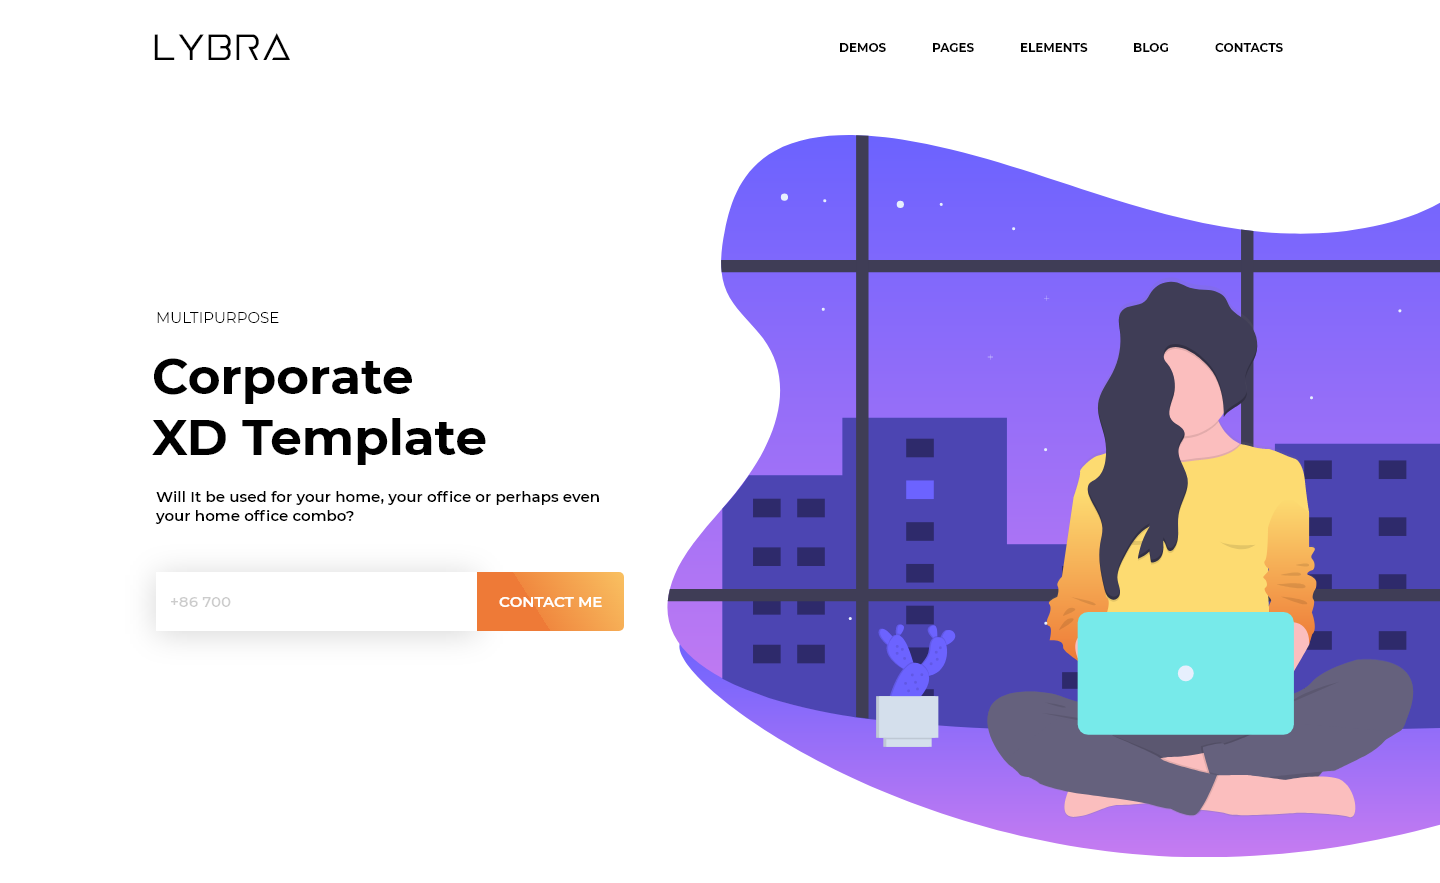 LYBRA
DEMOS PAGES ELEMENTS BLOG CONTACTS
MULTIPURPOSE
Corporate
XD Template
Will It be used for your home, your office or perhaps even
your home office combo?
+86 700
CONTACT ME